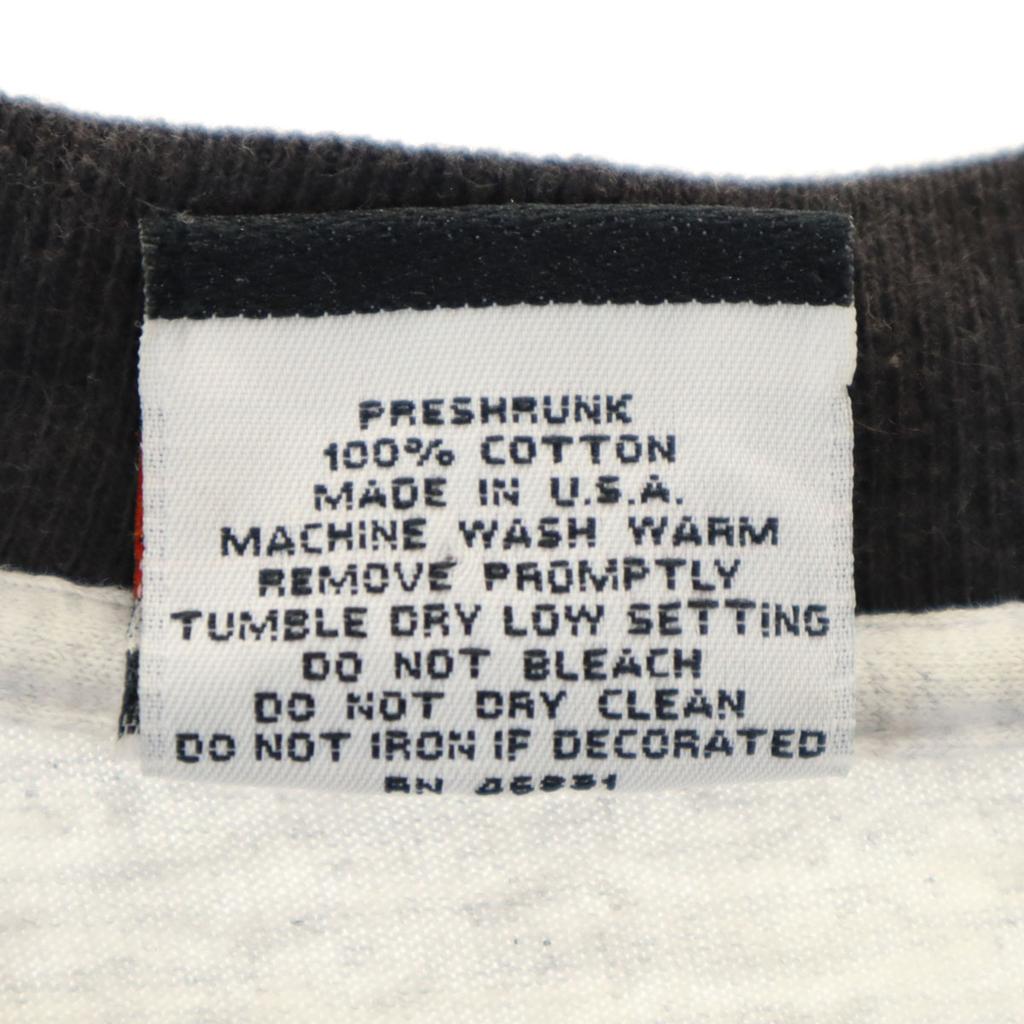 PRESHRUNK
100% COTTON
MADE IN U.S.A.
MACHINE WASH WARM
REMOVE PROMPTLY
TUMBLE DRY LOW SETTING
DO NOT BLEACH
DO NOT DRY CLEAN
DO NOT IRON IF DECORATED
RN